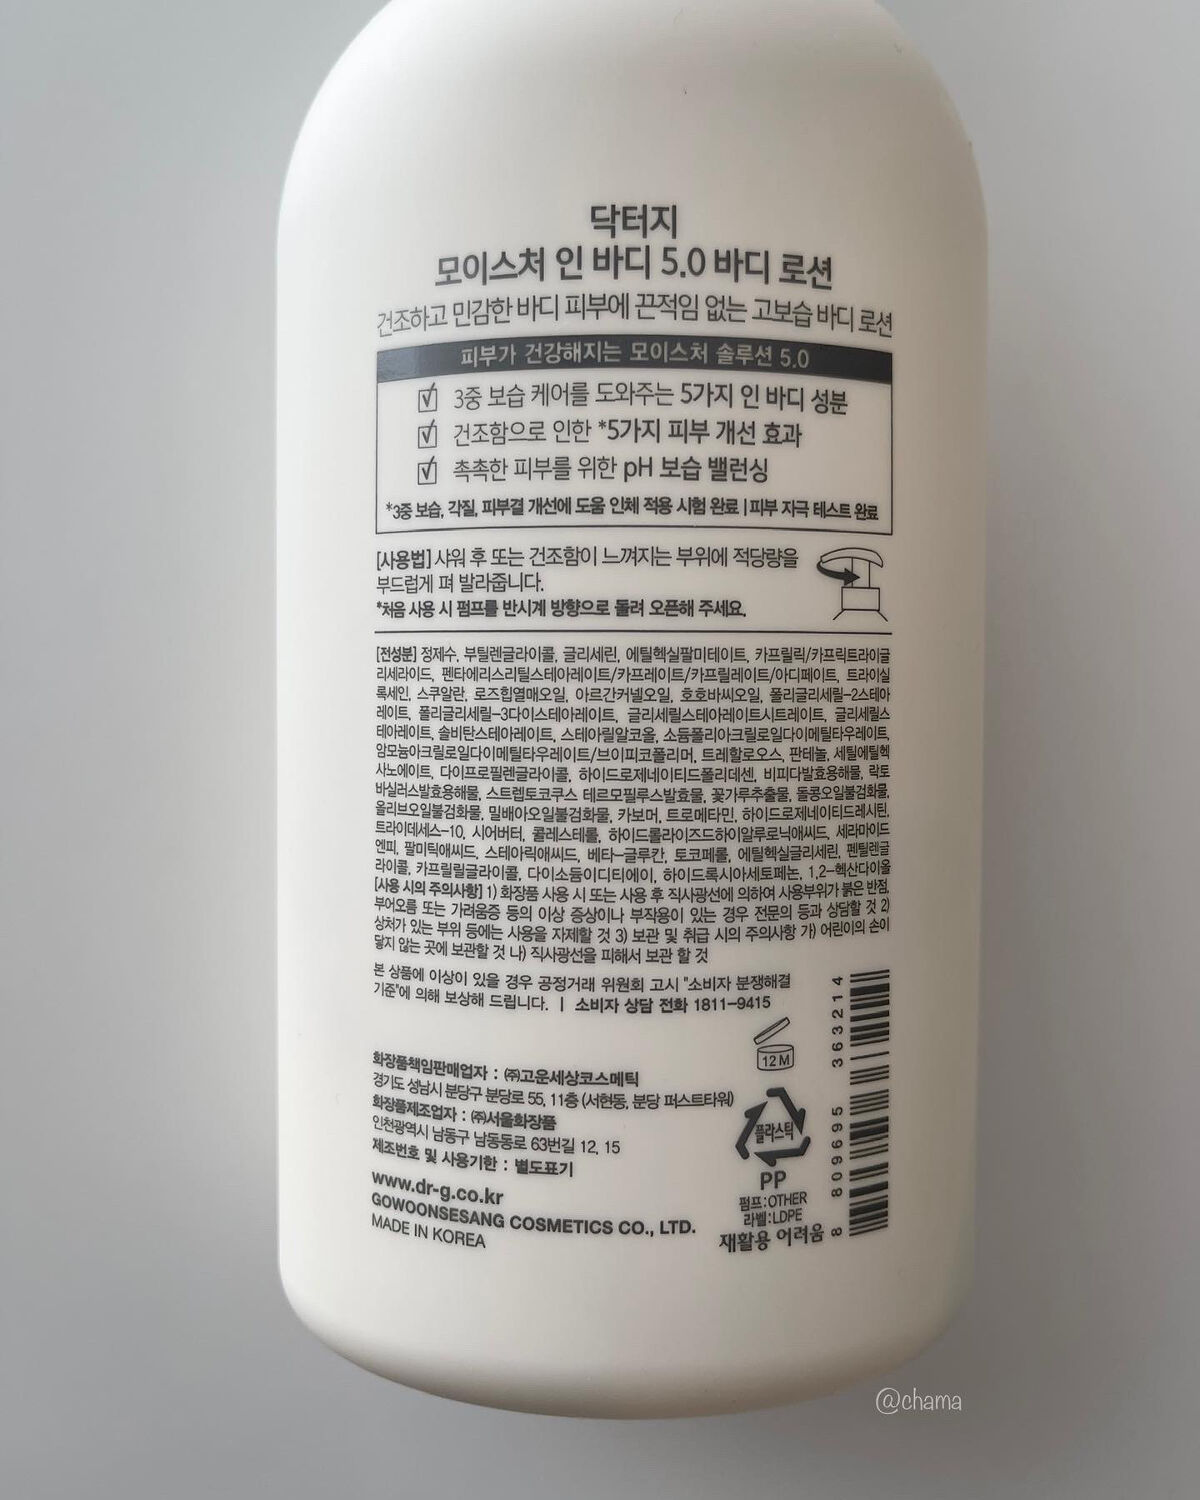 닥터지
모이스처 인 바디 5.0 바디 로션
건조하고 민감한 바디 피부에 끈적임 없는 고보습 바디 로션
피부가 건강해지는 모이스처 솔루션 5.0
3중 보습 케어를 도와주는 5가지 인 바디 성분
건조함으로 인한 *5가지 피부 개선 효과
촉촉한 피부를 위한 pH 보습 밸런싱
*3중 보습, 각질, 피부결 개선에 도움 인체 적용 시험 완료 | 피부 자극 테스트 완료
[사용법] 샤워 후 또는 건조함이 느껴지는 부위에 적당량을
부드럽게 펴 발라줍니다.
*처음 사용 시 펌프를 반시계 방향으로 돌려 오픈해 주세요.
[전성분] 정제수, 부틸렌글라이콜, 글리세린, 에틸헥실팔미테이트, 카프릴릭/카프릭트라이글
리세라이드, 펜타에리스리틸스테아레이트/카프레이트/카프릴레이트/아디페이트, 트라이실
록세인, 스쿠알란, 로즈힙열매오일, 아르간커넬오일, 호호바씨오일, 폴리글리세릴-2스테아
레이트, 폴리글리세릴-3다이스테아레이트, 글리세릴스테아레이트시트레이트, 글리세릴스
테아레이트, 솔비탄스테아레이트, 스테아릴알코올, 소듐폴리아크릴로일다이메틸타우레이트,
암모늄아크릴로일다이메틸타우레이트/브이피코폴리머, 트레할로오스, 판테놀, 세틸에틸헥
사노에이트, 다이프로필렌글라이콜, 하이드로제네이티드폴리데센, 비피다발효용해물, 락토
바실러스발효용해물, 스트렙토코쿠스 테르모필루스발효물, 꽃가루추출물, 돌콩오일불검화물,
올리브오일불검화물, 밀배아오일불검화물, 카보머, 트로메타민, 하이드로제네이티드레시틴,
트라이데세스-10, 시어버터, 콜레스테롤, 하이드롤라이즈드하이알루로닉애씨드, 세라마이드
엔피, 팔미틱애씨드, 스테아릭애씨드, 베타-글루칸, 토코페롤, 에틸헥실글리세린, 펜틸렌글
라이콜, 카프릴릴글라이콜, 다이소듐이디티에이, 하이드록시아세토페논, 1,2-헥산다이올
[사용 시의 주의사항] 1) 화장품 사용 시 또는 사용 후 직사광선에 의하여 사용부위가 붉은 반점,
부어오름 또는 가려움증 등의 이상 증상이나 부작용이 있는 경우 전문의 등과 상담할 것 2)
상처가 있는 부위 등에는 사용을 자제할 것 3) 보관 및 취급 시의 주의사항 가) 어린이의 손이
닿지 않는 곳에 보관할 것 나) 직사광선을 피해서 보관 할 것
본 상품에 이상이 있을 경우 공정거래 위원회 고시 "소비자 분쟁해결
기준"에 의해 보상해 드립니다. | 소비자 상담 전화 1811-9415
12M
화장품책임판매업자 : ㈜고운세상코스메틱
경기도 성남시 분당구 분당로 55, 11층 (서현동, 분당 퍼스트타워)
화장품제조업자 : ㈜서울화장품
인천광역시 남동구 남동동로 63번길 12, 15
제조번호 및 사용기한 : 별도표기
www.dr-g.co.kr
GOWOONSESANG COSMETICS CO., LTD.
MADE IN KOREA
플라스틱
PP
펌프:OTHER
라벨:LDPE
재활용 어려움
8 809695 363214
@chama